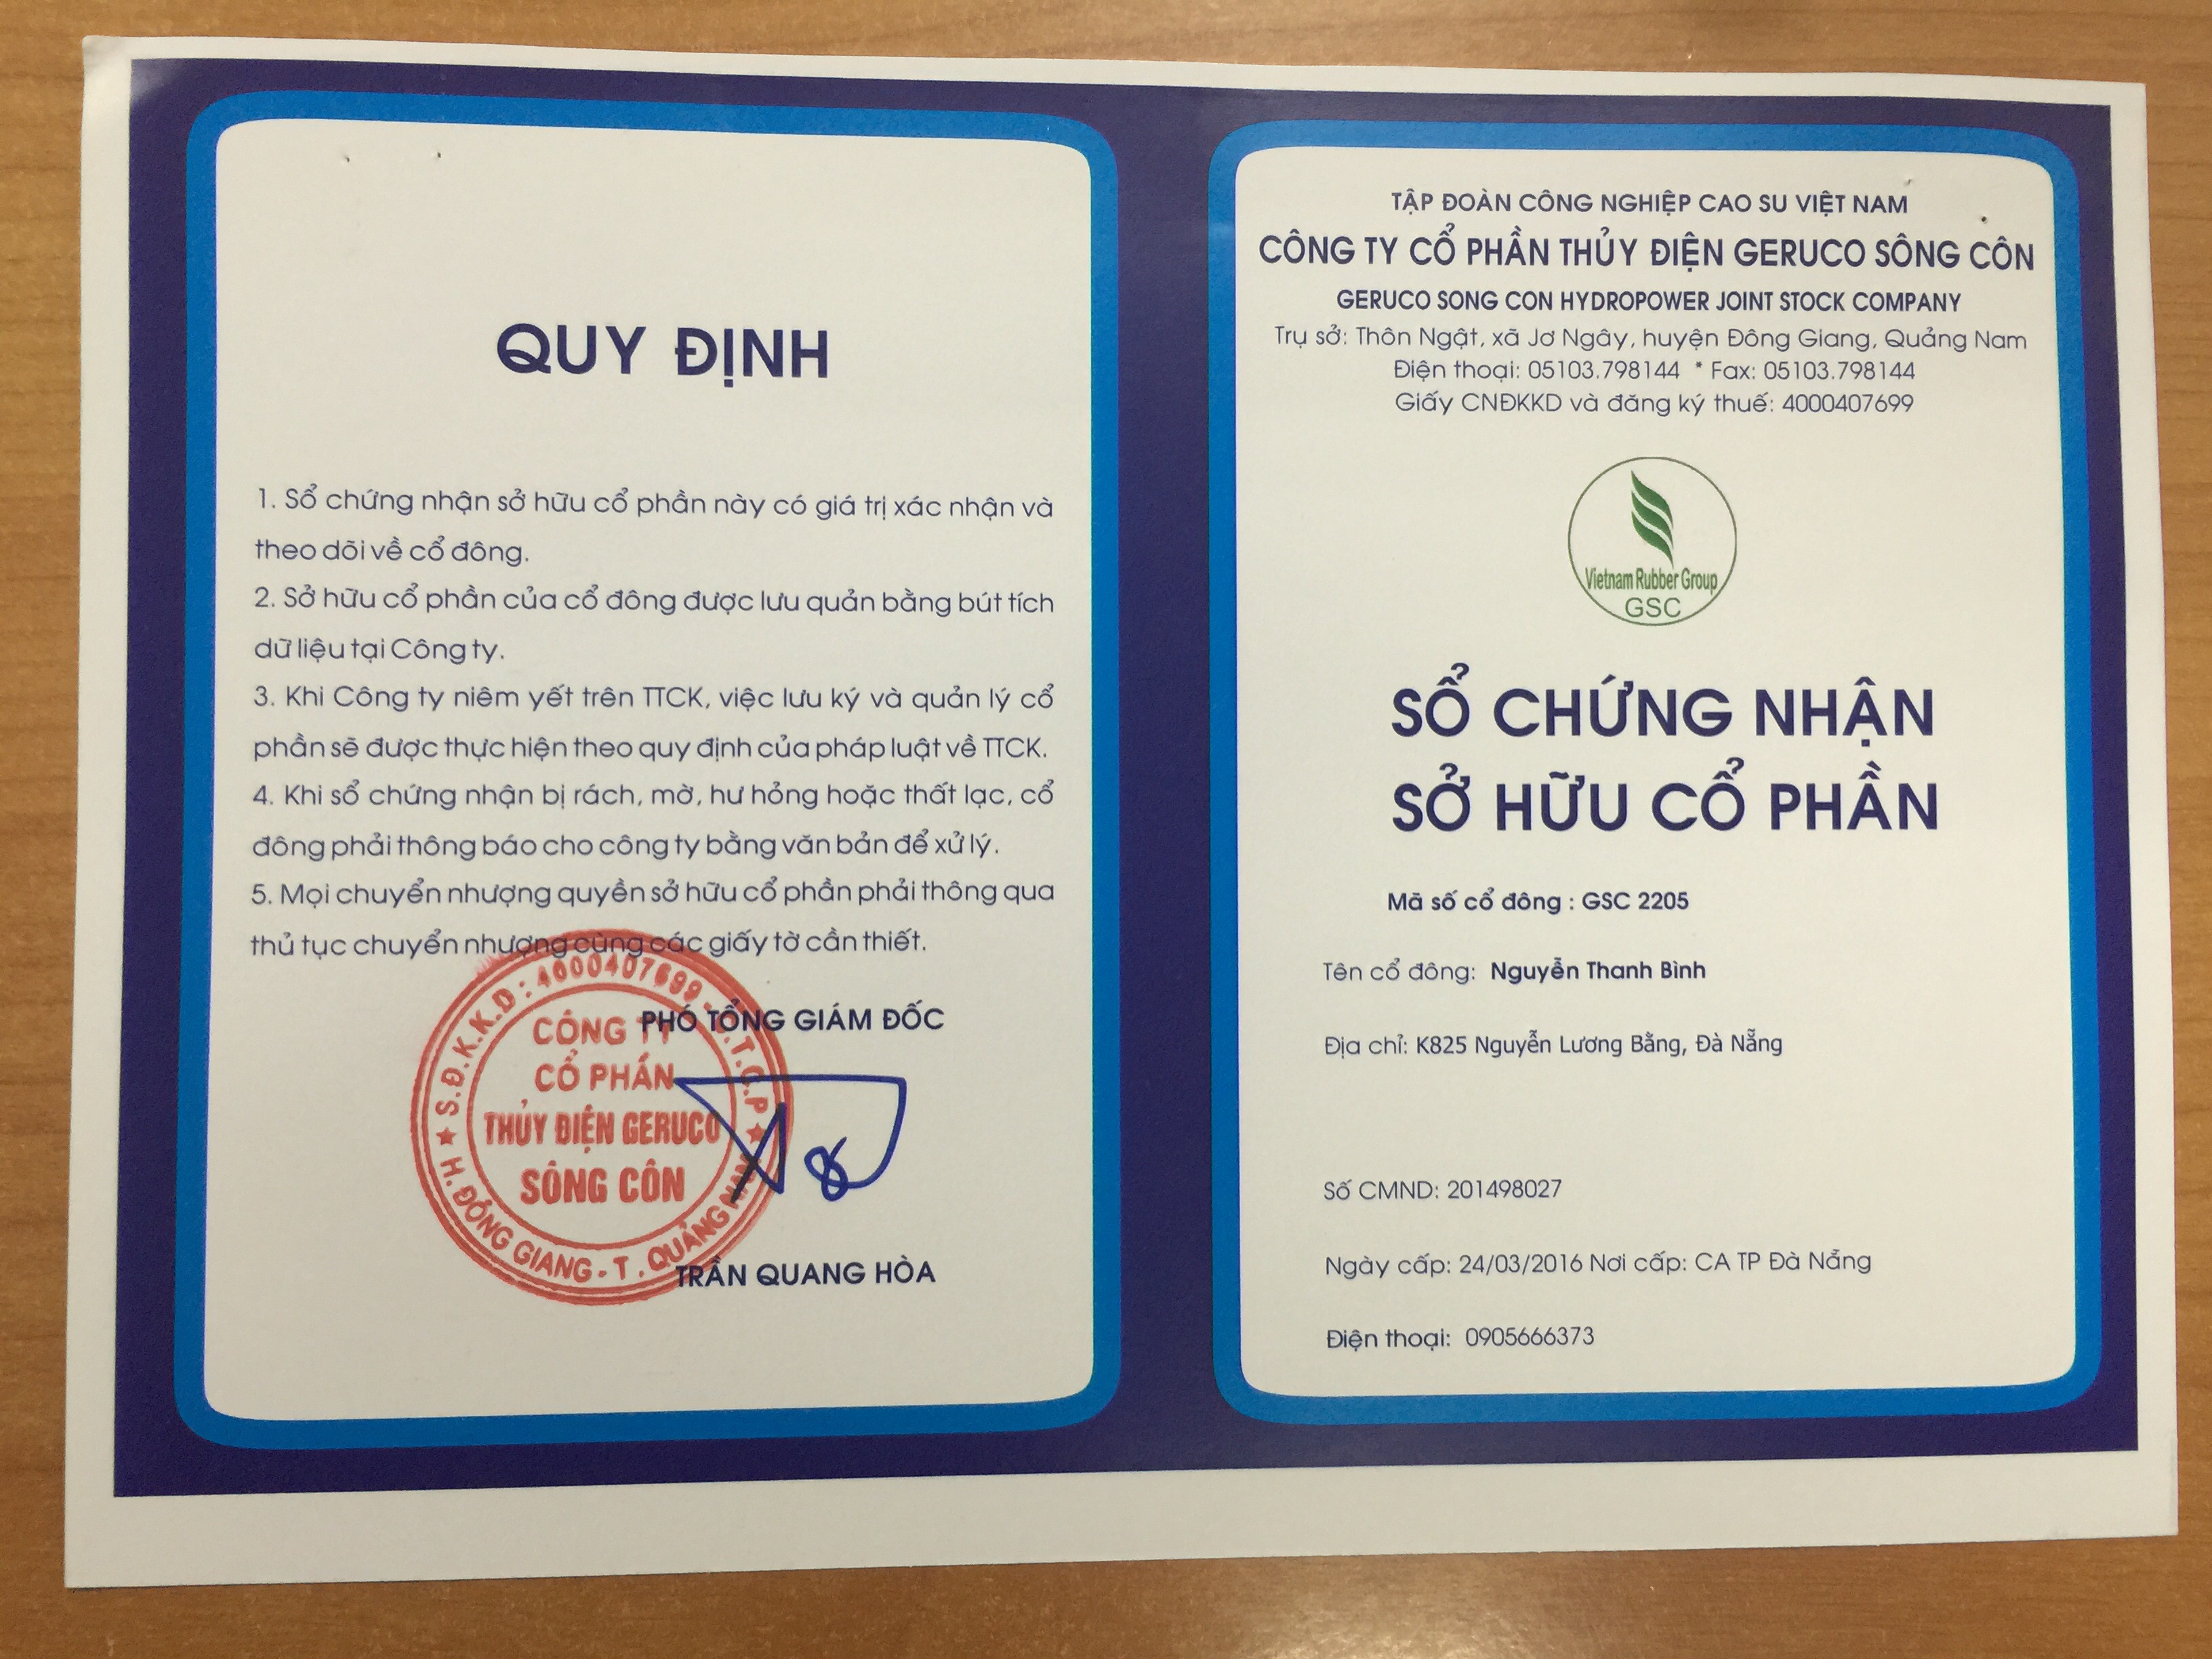 QUY ĐỊNH
1. Sổ chứng nhận sở hữu cổ phần này có giá trị xác nhận và
theo dõi về cổ đông.
2. Sở hữu cổ phần của cổ đông được lưu quản bằng bút tích
dữ liệu tại Công ty.
3. Khi Công ty niêm yết trên TTCK, việc lưu ký và quản lý cổ
phần sẽ được thực hiện theo quy định của pháp luật về TTCK.
4. Khi sổ chứng nhận bị rách, mờ, hư hỏng hoặc thất lạc, cổ
đông phải thông báo cho công ty bằng văn bản để xử lý.
5. Mọi chuyển nhượng quyền sở hữu cổ phần phải thông qua
thủ tục chuyển nhượng cùng các giấy tờ cần thiết.
PHÓ TỔNG GIÁM ĐỐC
S.Đ.K.K.D: 4000407699 - C.T.C.P
CÔNG TY
CỔ PHẦN
THỦY ĐIỆN GERUCO
SÔNG CÔN
H. ĐÔNG GIANG - T. QUẢNG NAM
TRẦN QUANG HÒA
TẬP ĐOÀN CÔNG NGHIỆP CAO SU VIỆT NAM
CÔNG TY CỔ PHẦN THỦY ĐIỆN GERUCO SÔNG CÔN
GERUCO SONG CON HYDROPOWER JOINT STOCK COMPANY
Trụ sở: Thôn Ngật, xã Jơ Ngây, huyện Đông Giang, Quảng Nam
Điện thoại: 05103.798144 * Fax: 05103.798144
Giấy CNĐKKD và đăng ký thuế: 4000407699
Vietnam Rubber Group
GSC
SỔ CHỨNG NHẬN
SỞ HỮU CỔ PHẦN
Mã số cổ đông : GSC 2205
Tên cổ đông: Nguyễn Thanh Bình
Địa chỉ: K825 Nguyễn Lương Bằng, Đà Nẵng
Số CMND: 201498027
Ngày cấp: 24/03/2016 Nơi cấp: CA TP Đà Nẵng
Điện thoại: 0905666373